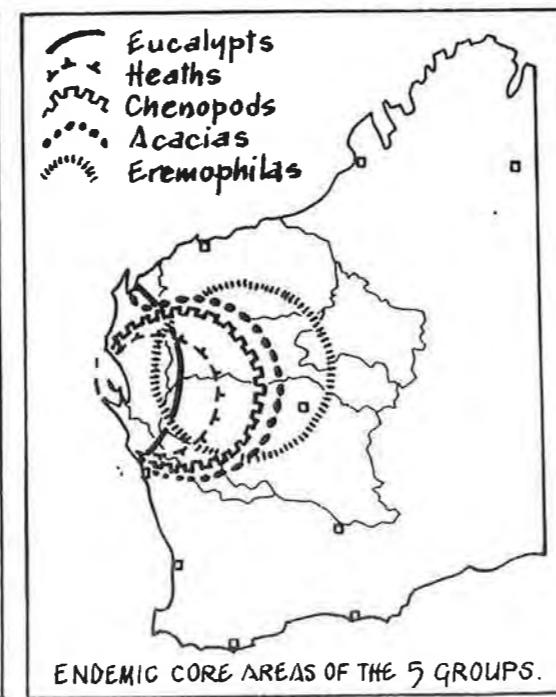 Eucalypts
Heaths
Chenopods
Acacias
Eremophilas
ENDEMIC CORE AREAS OF THE 5 GROUPS.